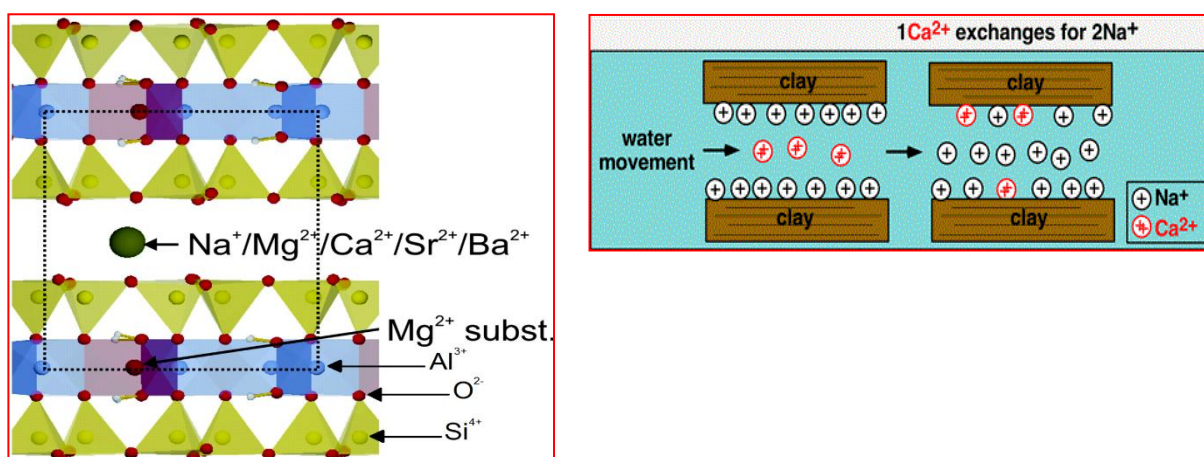 Na⁺/Mg²⁺/Ca²⁺/Sr²⁺/Ba²⁺
Mg²⁺ subst.
Al³⁺
O²⁻
Si⁴⁺
1Ca²⁺ exchanges for 2Na⁺
clay
clay
water
movement
clay
clay
Na⁺
Ca²⁺